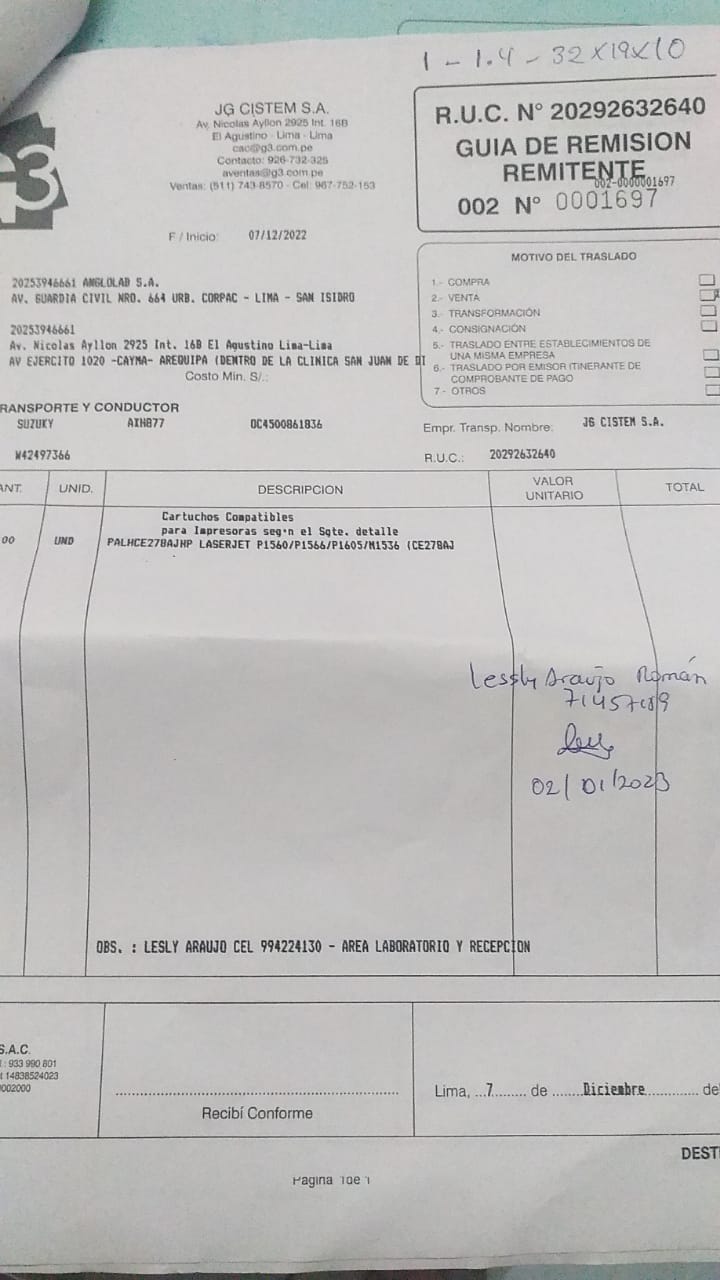 1 - 1.4 - 32x19x10
G3
JG CISTEM S.A.
Av. Nicolas Ayllon 2925 Int. 16B
El Agustino - Lima - Lima
cac@g3.com.pe
Contacto: 926-732-325
aventas@g3.com.pe
Ventas: (511) 743-8570 - Cel: 967-752-153
R.U.C. N° 20292632640
GUIA DE REMISION
REMITENTE
002-0000001697
002 N° 0001697
F / Inicio: 07/12/2022
20253946661 ANGLOLAB S.A.
AV. GUARDIA CIVIL NRO. 664 URB. CORPAC - LIMA - SAN ISIDRO
20253946661
Av. Nicolas Ayllon 2925 Int. 16B El Agustino Lima-Lima
AV EJERCITO 1020 -CAYMA- AREQUIPA (DENTRO DE LA CLINICA SAN JUAN DE DI
Costo Min. S/.:
MOTIVO DEL TRASLADO
1.- COMPRA
2.- VENTA
3.- TRANSFORMACIÓN
4.- CONSIGNACIÓN
5.- TRASLADO ENTRE ESTABLECIMIENTOS DE
UNA MISMA EMPRESA
6.- TRASLADO POR EMISOR ITINERANTE DE
COMPROBANTE DE PAGO
7.- OTROS
RANSPORTE Y CONDUCTOR
SUZUKY AXH877 OC4500861836
W42497366
Empr. Transp. Nombre: JG CISTEM S.A.
R.U.C.: 20292632640
ANT. UNID. DESCRIPCION VALOR UNITARIO TOTAL
Cartuchos Compatibles
para Impresoras seg·n el Sgte. detalle
00 UND PALHCE278AJHP LASERJET P1560/P1566/P1605/M1536 (CE278AJ
Lessly Araujo Román
02/01/2023
OBS. : LESLY ARAUJO CEL 994224130 - AREA LABORATORIO Y RECEPCION
S.A.C.
: 933 990 801
14838524023
0002000
Recibí Conforme
Lima, ...7........ de .......Diciembre............. de
DEST
Pagina 1de 1